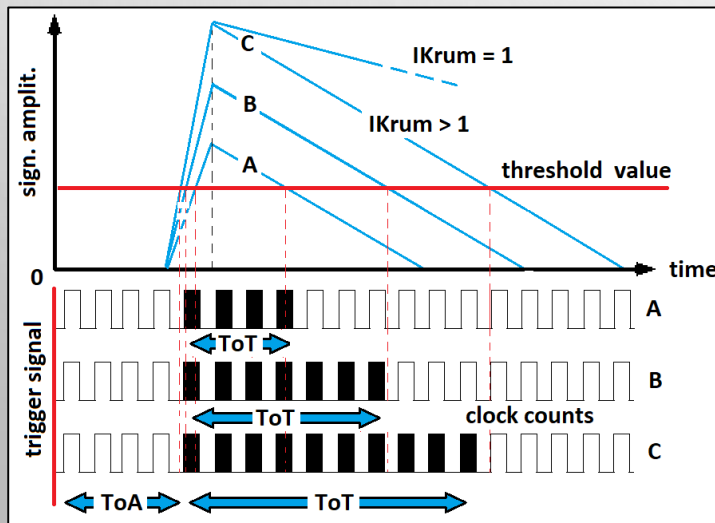 sign. amplit.
C
IKrum = 1
B
IKrum > 1
A
threshold value
0
time
trigger signal
A
ToT
B
ToT
clock counts
C
ToA
ToT